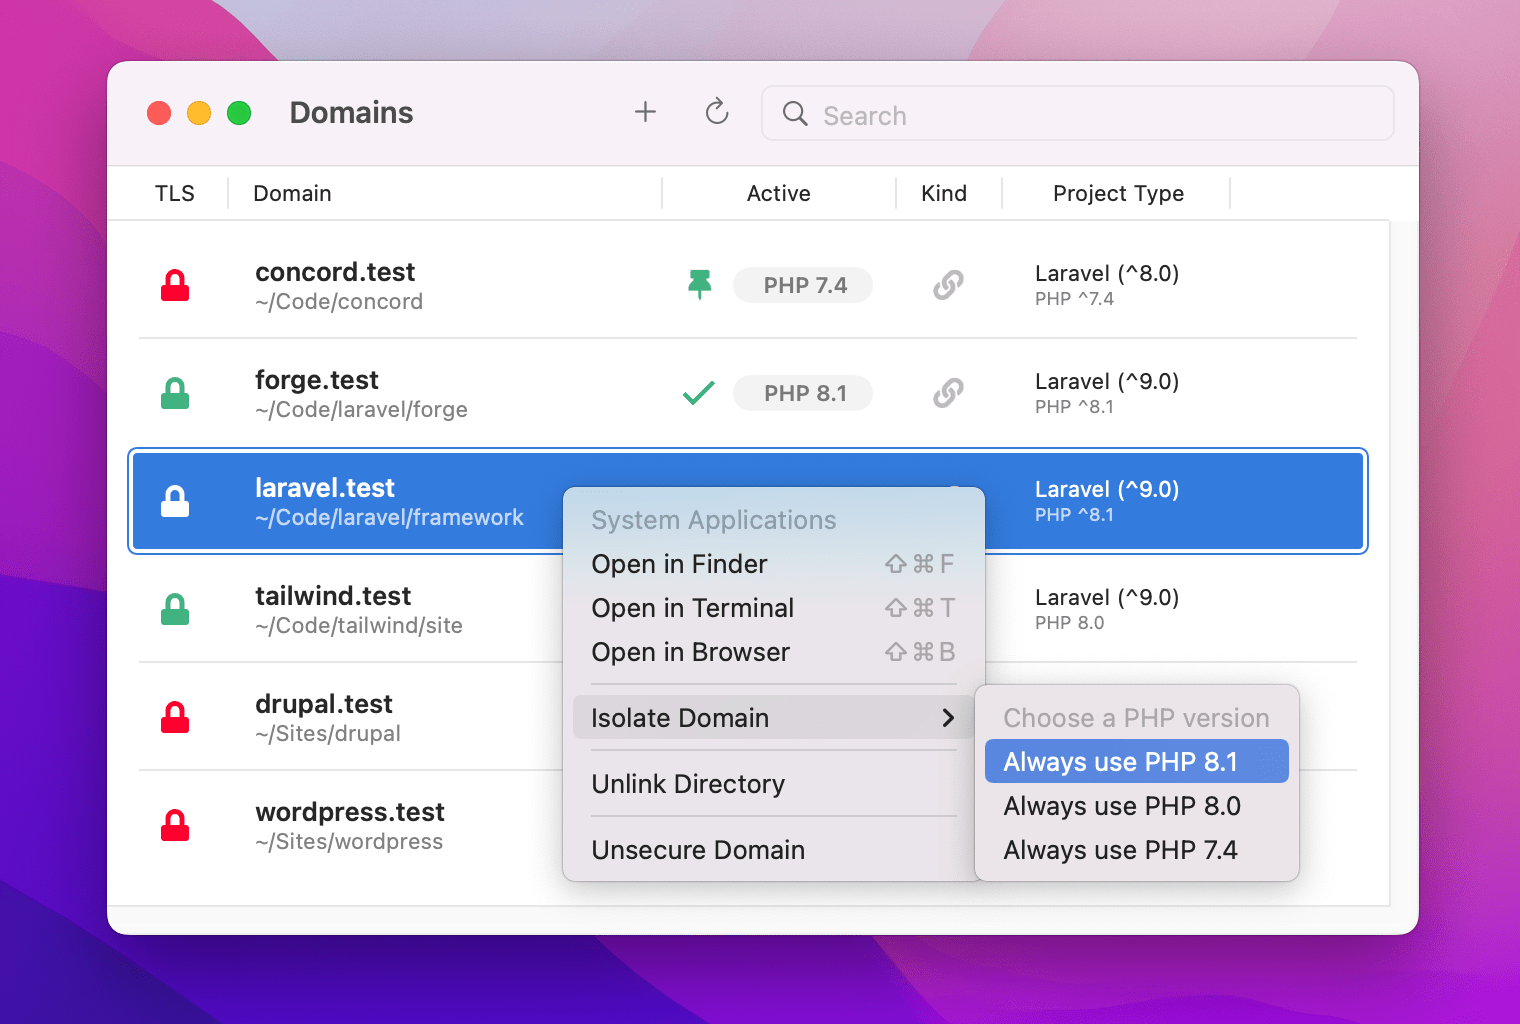 Domains
Search
TLS Domain Active Kind Project Type
concord.test
~/Code/concord
PHP 7.4
Laravel (^8.0)
PHP ^7.4
forge.test
~/Code/laravel/forge
PHP 8.1
Laravel (^9.0)
PHP ^8.1
laravel.test
~/Code/laravel/framework
Laravel (^9.0)
PHP ^8.1
tailwind.test
~/Code/tailwind/site
Laravel (^9.0)
PHP 8.0
drupal.test
~/Sites/drupal
wordpress.test
~/Sites/wordpress
System Applications
Open in Finder ⇧⌘F
Open in Terminal ⇧⌘T
Open in Browser ⇧⌘B
Isolate Domain
Unlink Directory
Unsecure Domain
Choose a PHP version
Always use PHP 8.1
Always use PHP 8.0
Always use PHP 7.4